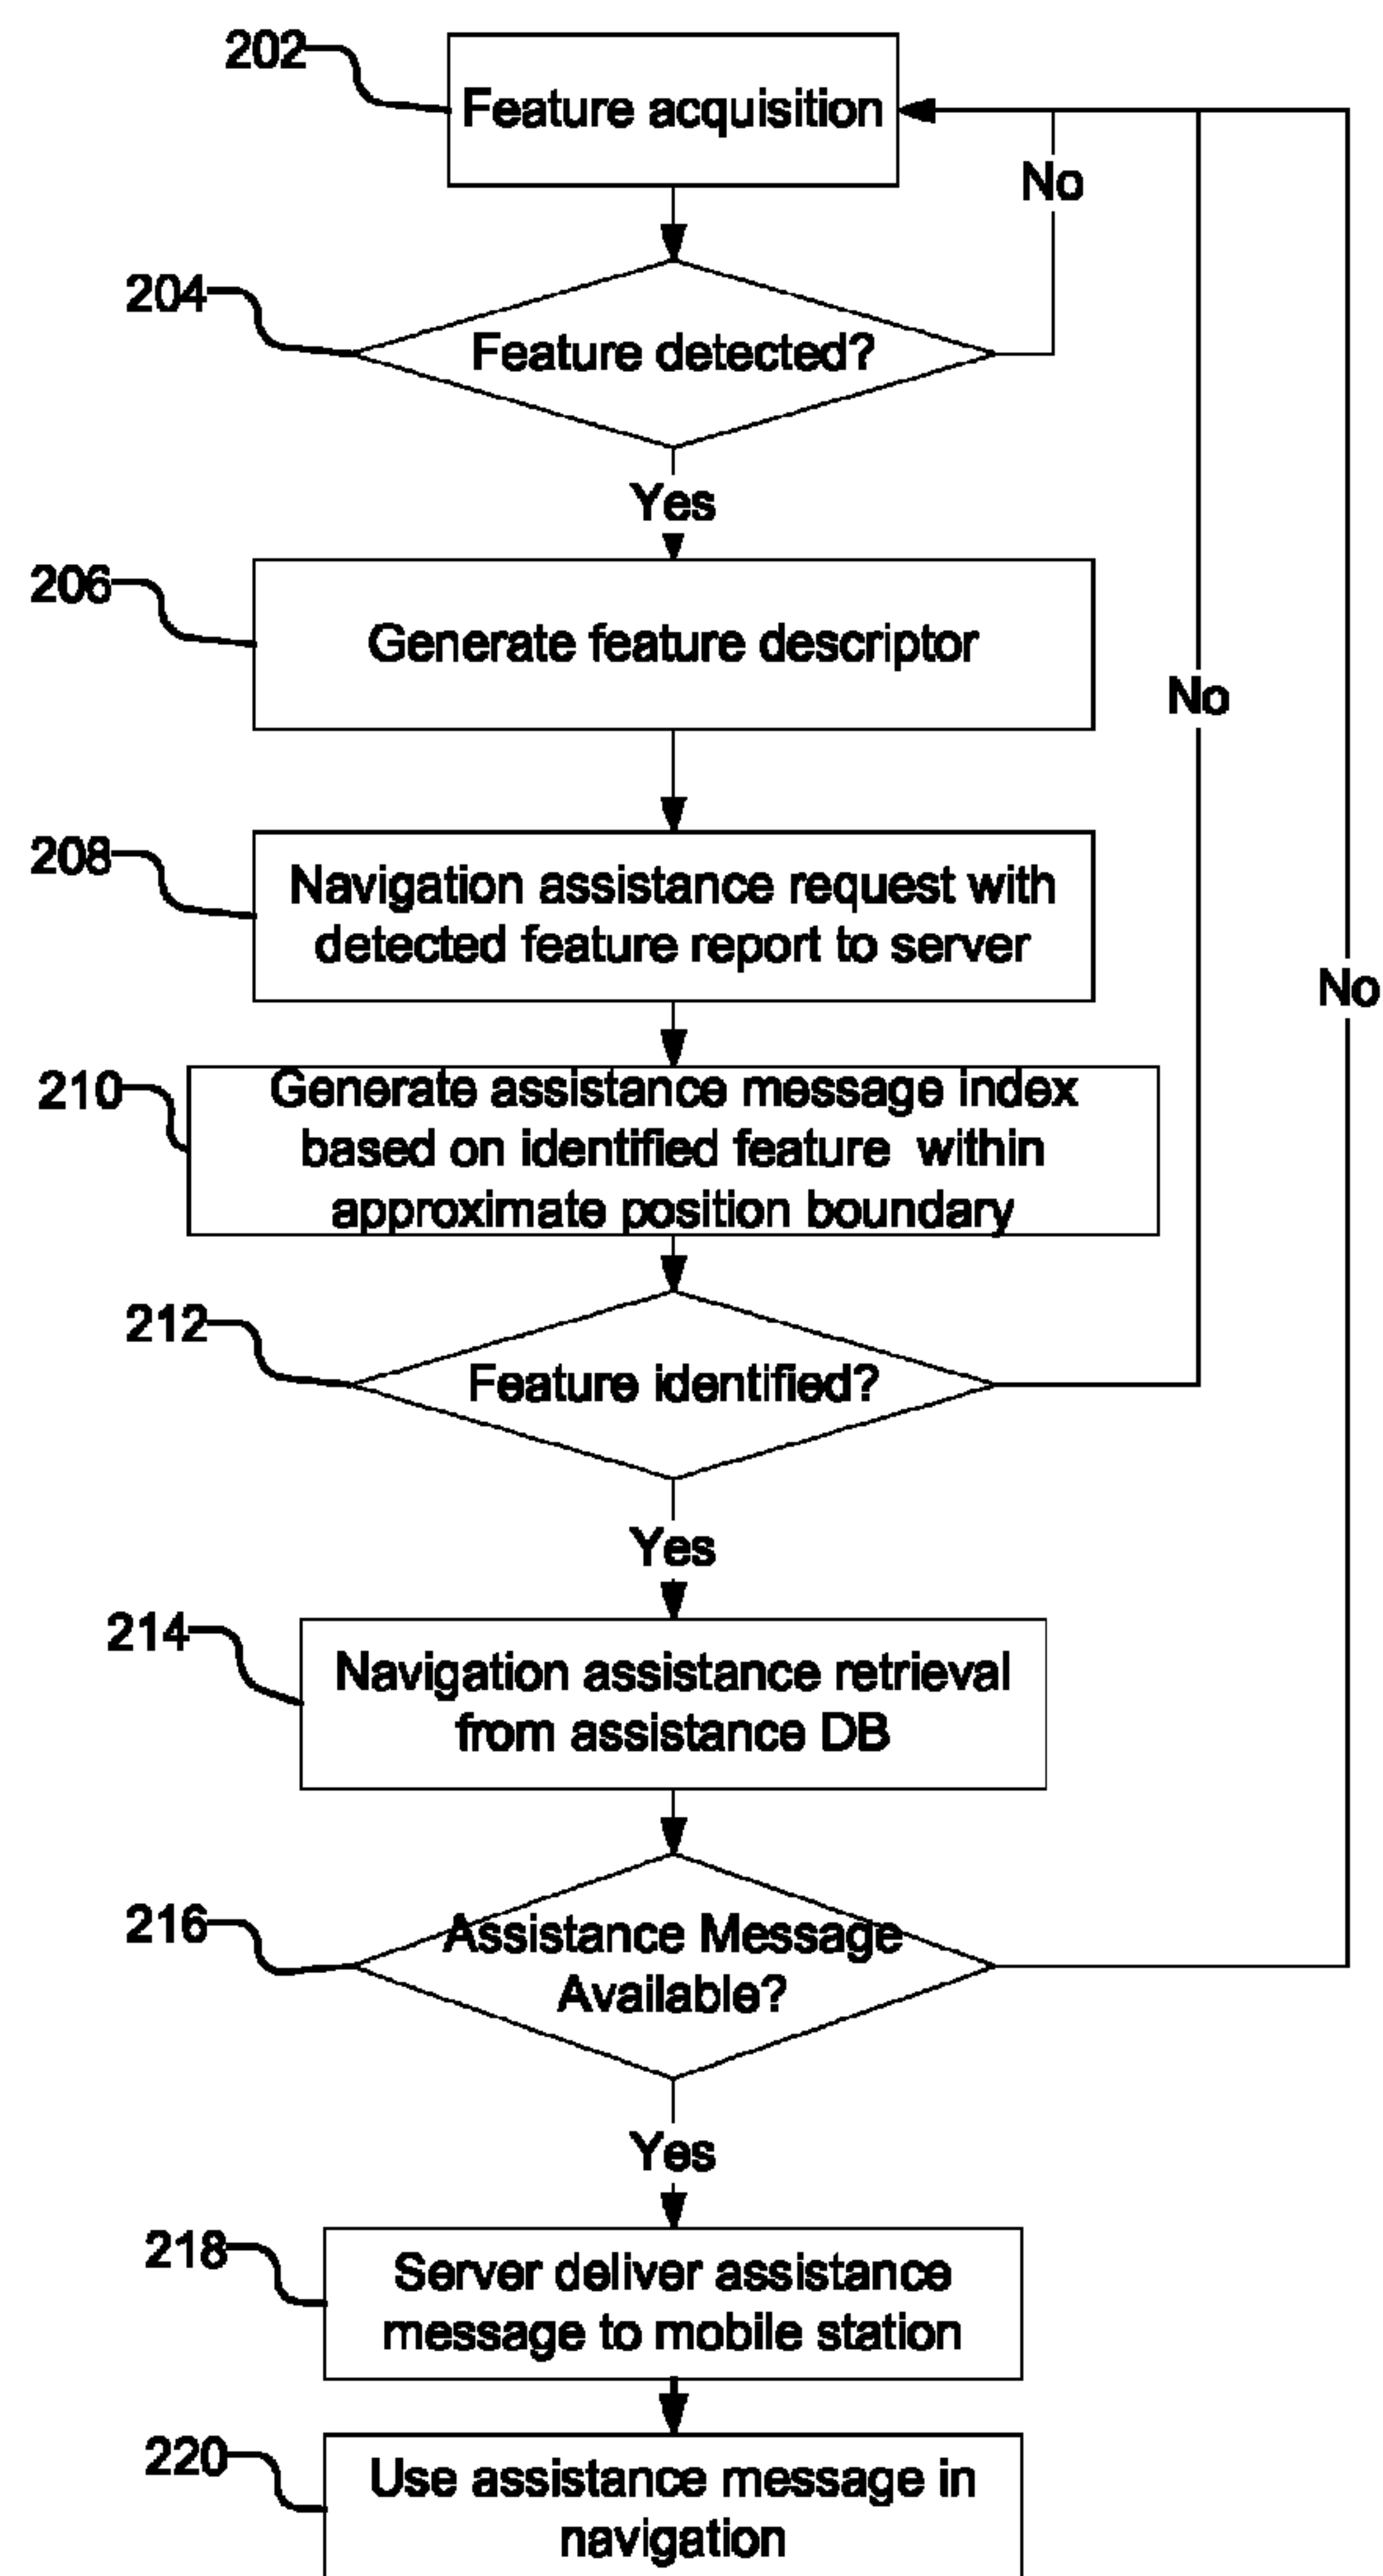 202
Feature acquisition
No
204
Feature detected?
Yes
206
Generate feature descriptor
No
208
Navigation assistance request with
detected feature report to server
No
210
Generate assistance message index
based on identified feature within
approximate position boundary
212
Feature identified?
Yes
214
Navigation assistance retrieval
from assistance DB
216
Assistance Message
Available?
Yes
218
Server deliver assistance
message to mobile station
220
Use assistance message in
navigation